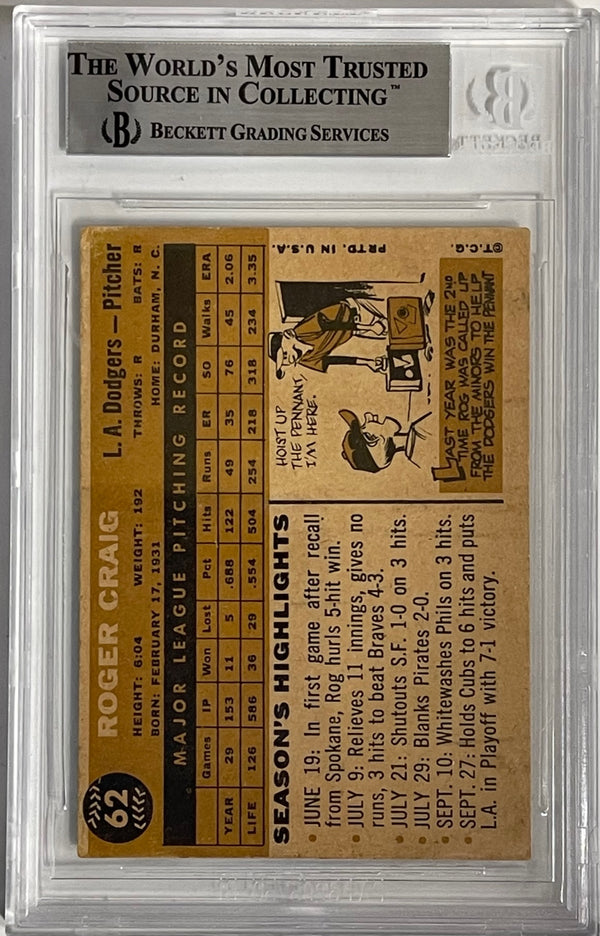 THE WORLD'S MOST TRUSTED
SOURCE IN COLLECTING™
B BECKETT GRADING SERVICES
B
BECKETT
62
ROGER CRAIG
L. A. Dodgers — Pitcher
HEIGHT: 6:04 WEIGHT: 192 THROWS: R BATS: R
BORN: FEBRUARY 17, 1931 HOME: DURHAM, N. C.
MAJOR LEAGUE PITCHING RECORD
Games IP Won Lost Pct Hits Runs ER SO Walks ERA
YEAR 29 153 11 5 .688 122 49 35 76 45 2.06
LIFE 126 586 36 29 .554 504 254 218 318 234 3.35
SEASON'S HIGHLIGHTS
• JUNE 19: In first game after recall
from Spokane, Rog hurls 5-hit win.
• JULY 9: Relieves 11 innings, gives no
runs, 3 hits to beat Braves 4-3.
• JULY 21: Shutouts S.F. 1-0 on 3 hits.
• JULY 29: Blanks Pirates 2-0.
• SEPT. 10: Whitewashes Phils on 3 hits.
• SEPT. 27: Holds Cubs to 6 hits and puts
L.A. in Playoff with 7-1 victory.
HOIST UP
THE PENNANT,
I'M HERE.
LAST YEAR WAS THE 2ND
TIME ROG WAS CALLED UP
FROM THE MINORS TO HELP
THE DODGERS WIN THE PENNANT
©T.C.G. PRTD. IN U.S.A.